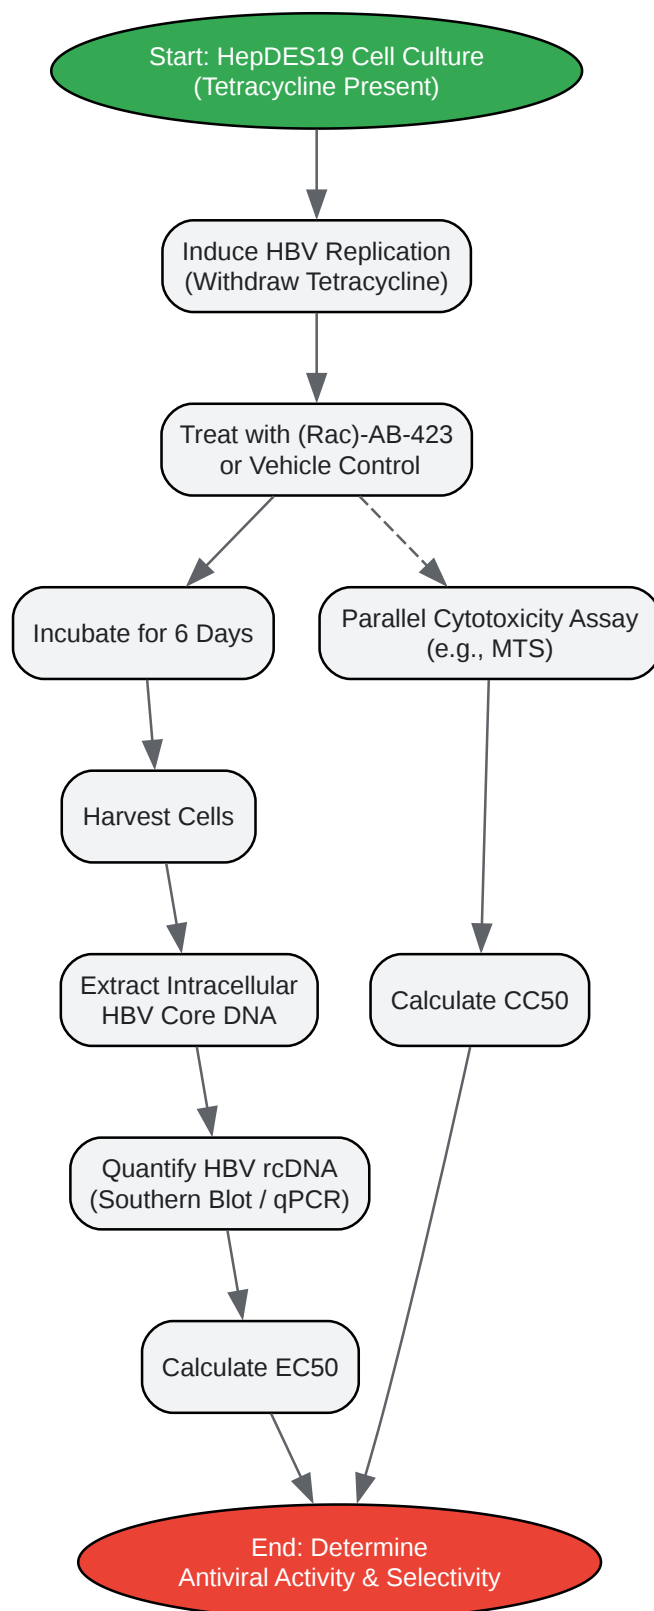 Start: HepDES19 Cell Culture
(Tetracycline Present)
Induce HBV Replication
(Withdraw Tetracycline)
Treat with (Rac)-AB-423
or Vehicle Control
Incubate for 6 Days
Parallel Cytotoxicity Assay
(e.g., MTS)
Harvest Cells
Extract Intracellular
HBV Core DNA
Calculate CC50
Quantify HBV rcDNA
(Southern Blot / qPCR)
Calculate EC50
End: Determine
Antiviral Activity & Selectivity